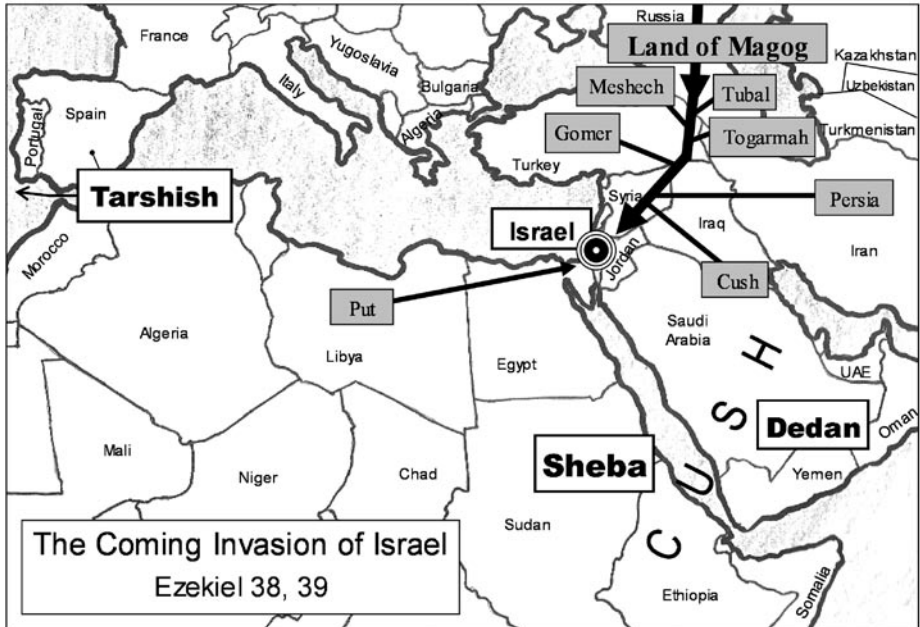 Russia
France
Land of Magog
Yugoslavia
Kazakhstan
Italy
Bulgaria
Meshech
Tubal
Uzbekistan
Spain
Portugal
Algeria
Gomer
Togarmah
Turkmenistan
Turkey
Tarshish
Syria
Persia
Israel
Iraq
Iran
Morocco
Jordan
Cush
Put
Algeria
Libya
Egypt
Saudi
Arabia
UAE
CUSH
Dedan
Oman
Mali
Niger
Chad
Sheba
Yemen
Sudan
The Coming Invasion of Israel
Ezekiel 38, 39
Ethiopia
Somalia